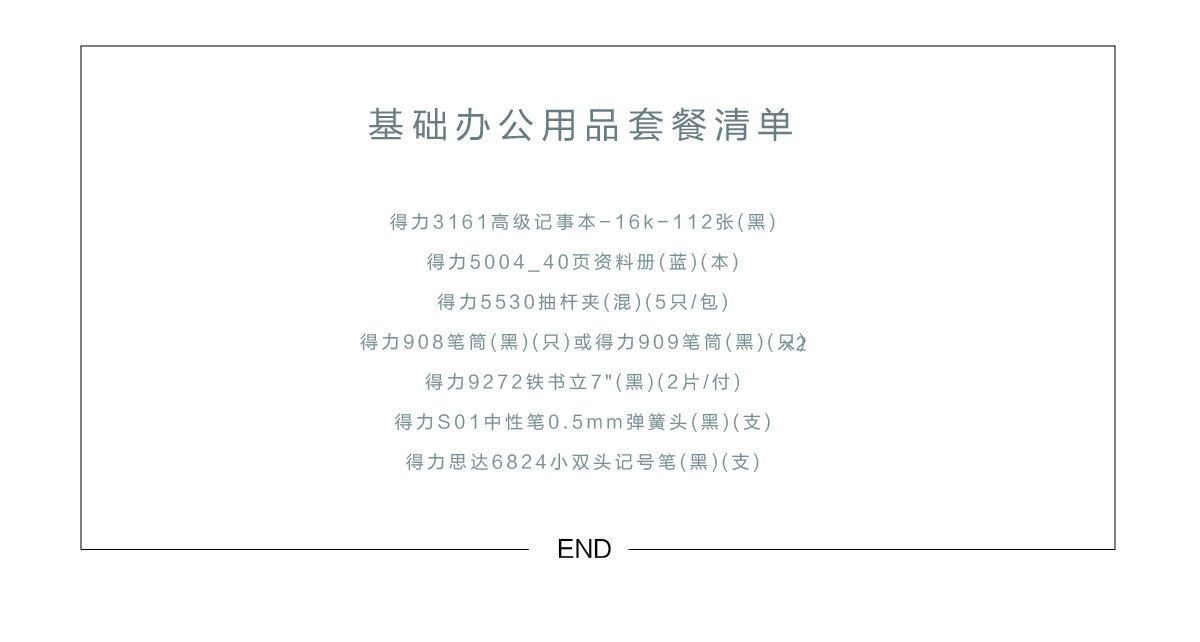 基础办公用品套餐清单
得力3161高级记事本-16k-112张(黑)
得力5004_40页资料册(蓝)(本)
得力5530抽杆夹(混)(5只/包)
得力908笔筒(黑)(只)或得力909笔筒(黑)(只)×2
得力9272铁书立7"(黑)(2片/付)
得力S01中性笔0.5mm弹簧头(黑)(支)
得力思达6824小双头记号笔(黑)(支)
END